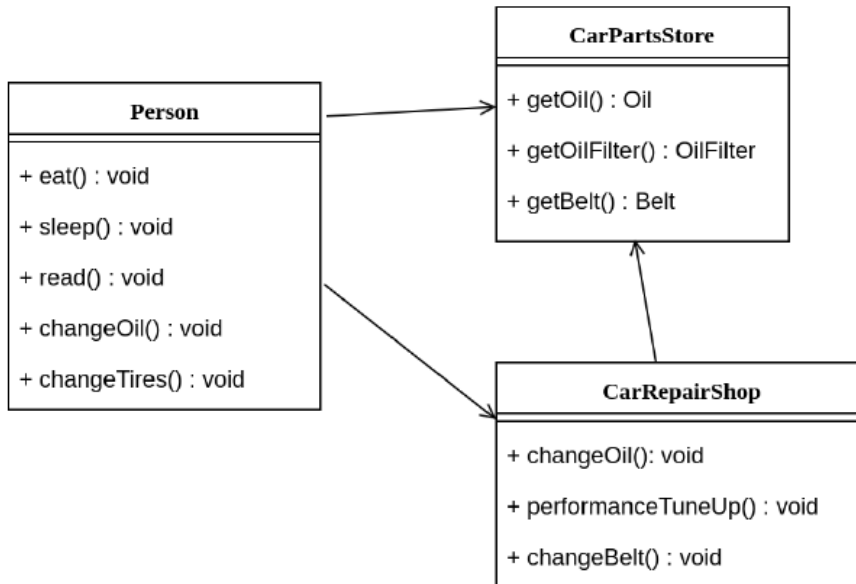 Person
+ eat() : void
+ sleep() : void
+ read() : void
+ changeOil() : void
+ changeTires() : void
CarPartsStore
+ getOil() : Oil
+ getOilFilter() : OilFilter
+ getBelt() : Belt
CarRepairShop
+ changeOil(): void
+ performanceTuneUp() : void
+ changeBelt() : void